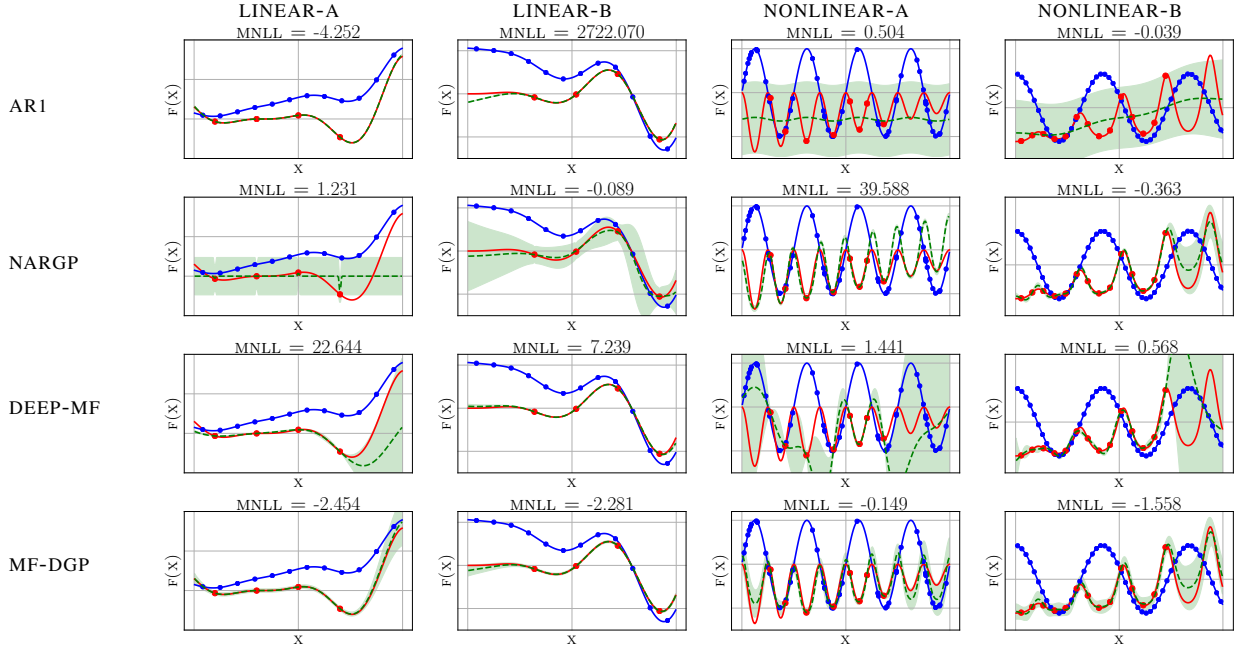 LINEAR-A LINEAR-B NONLINEAR-A NONLINEAR-B
MNLL = -4.252 MNLL = 2722.070 MNLL = 0.504 MNLL = -0.039
AR1 F(X) F(X) F(X) F(X)
X X X X
MNLL = 1.231 MNLL = -0.089 MNLL = 39.588 MNLL = -0.363
NARGP F(X) F(X) F(X) F(X)
X X X X
MNLL = 22.644 MNLL = 7.239 MNLL = 1.441 MNLL = 0.568
DEEP-MF F(X) F(X) F(X) F(X)
X X X X
MNLL = -2.454 MNLL = -2.281 MNLL = -0.149 MNLL = -1.558
MF-DGP F(X) F(X) F(X) F(X)
X X X X